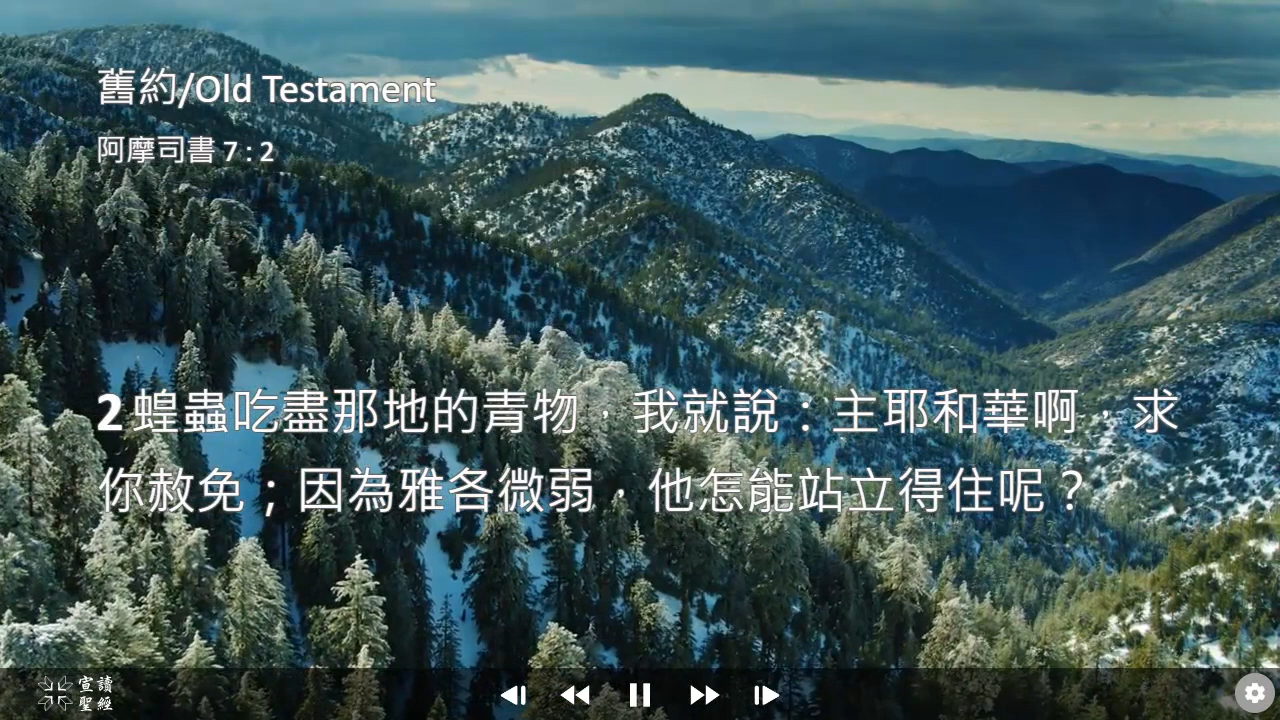 舊約/Old Testament
阿摩司書 7 : 2
2 蝗蟲吃盡那地的青物，我就說：主耶和華啊，求
你赦免；因為雅各微弱，他怎能站立得住呢？
宣讀
聖經